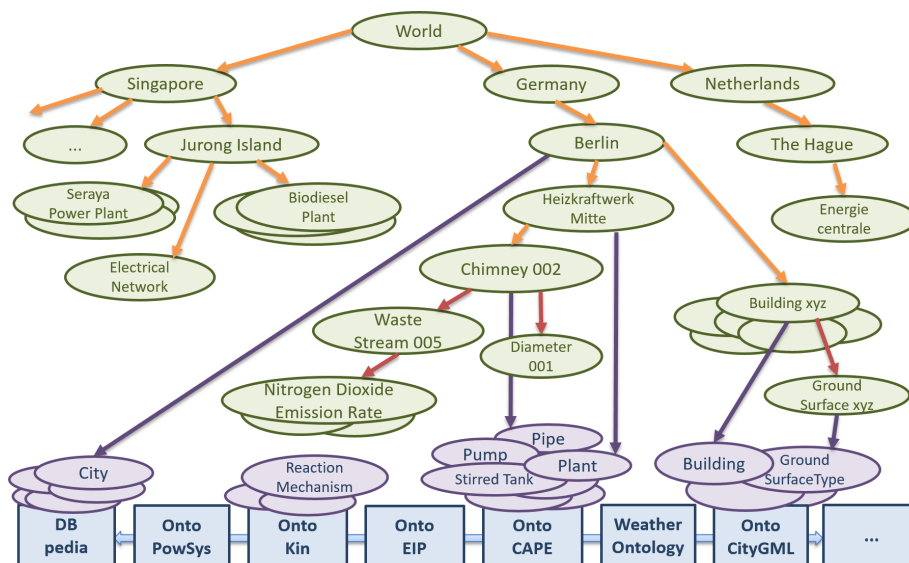 World
Singapore
Germany
Netherlands
...
Jurong Island
Berlin
The Hague
Seraya
Power Plant
Biodiesel
Plant
Heizkraftwerk
Mitte
Energie
centrale
Electrical
Network
Chimney 002
Building xyz
Waste
Stream 005
Diameter
001
Nitrogen Dioxide
Emission Rate
Ground
Surface xyz
City
Reaction
Mechanism
Pipe
Pump
Stirred Tank
Plant
Building
Ground
SurfaceType
DB
pedia
Onto
PowSys
Onto
Kin
Onto
EIP
Onto
CAPE
Weather
Ontology
Onto
CityGML
...